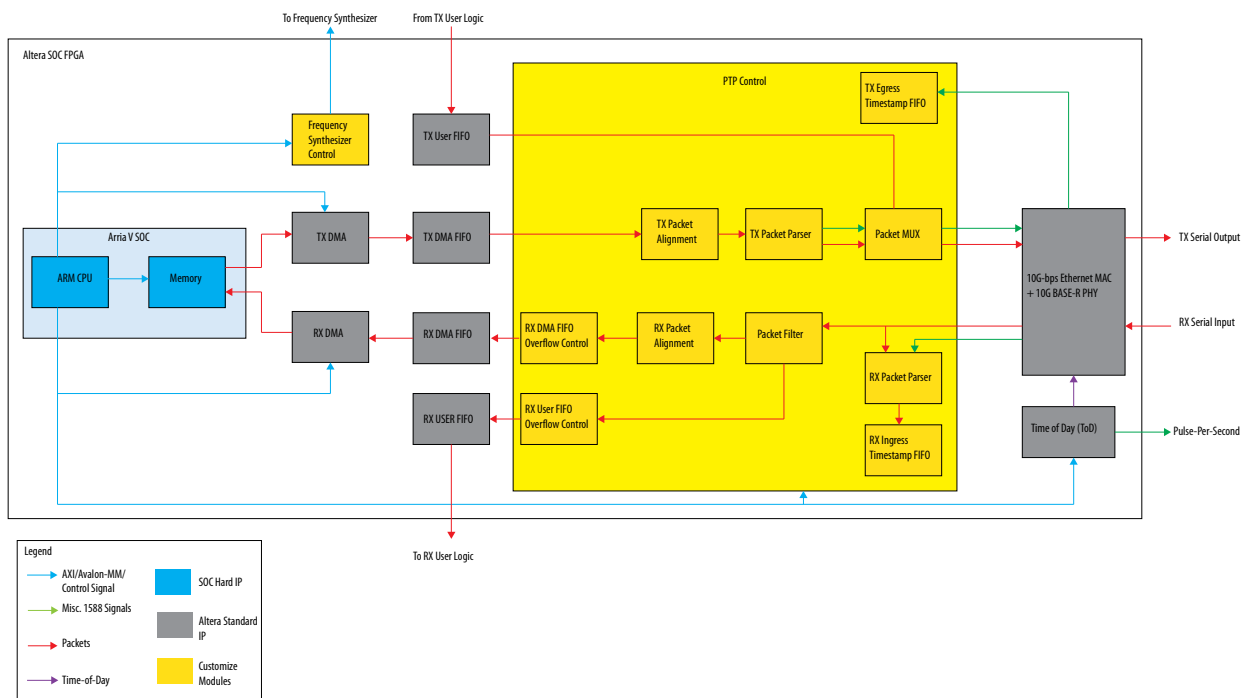 To Frequency Synthesizer
From TX User Logic
Altera SOC FPGA
PTP Control
TX Egress
Timestamp FIFO
Frequency
Synthesizer
Control
TX User FIFO
Arria V SOC
TX DMA
TX DMA FIFO
TX Packet
Alignment
TX Packet Parser
Packet MUX
TX Serial Output
ARM CPU
Memory
10G-bps Ethernet MAC
+ 10G BASE-R PHY
RX DMA
RX DMA FIFO
RX DMA FIFO
Overflow Control
RX Packet
Alignment
Packet Filter
RX Serial Input
RX Packet Parser
RX USER FIFO
RX User FIFO
Overflow Control
RX Ingress
Timestamp FIFO
Time of Day (ToD)
Pulse-Per-Second
To RX User Logic
Legend
AXI/Avalon-MM/
Control Signal
SOC Hard IP
Misc. 1588 Signals
Altera Standard
IP
Packets
Customize
Modules
Time-of-Day